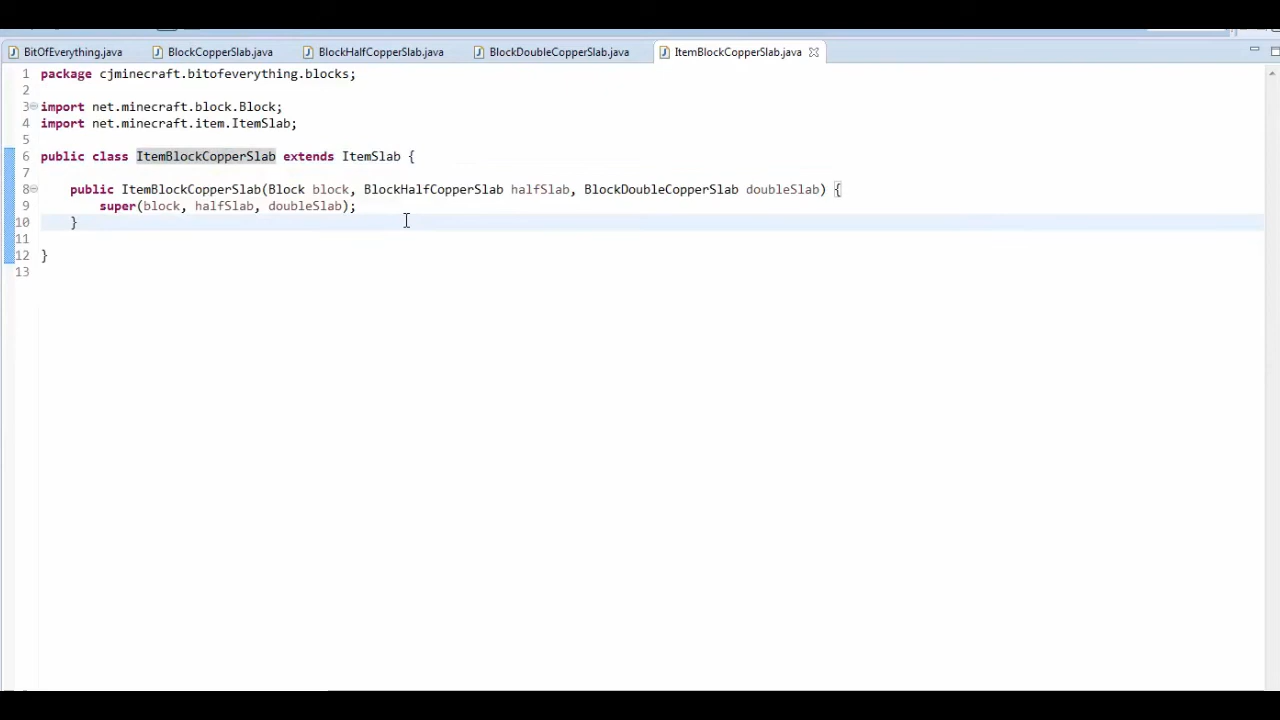 BitOfEverything.java BlockCopperSlab.java BlockHalfCopperSlab.java BlockDoubleCopperSlab.java ItemBlockCopperSlab.java
1 package cjminecraft.bitofeverything.blocks;
2
3 import net.minecraft.block.Block;
4 import net.minecraft.item.ItemSlab;
5
6 public class ItemBlockCopperSlab extends ItemSlab {
7
8 public ItemBlockCopperSlab(Block block, BlockHalfCopperSlab halfSlab, BlockDoubleCopperSlab doubleSlab) {
9 super(block, halfSlab, doubleSlab);
10 }
11
12 }
13